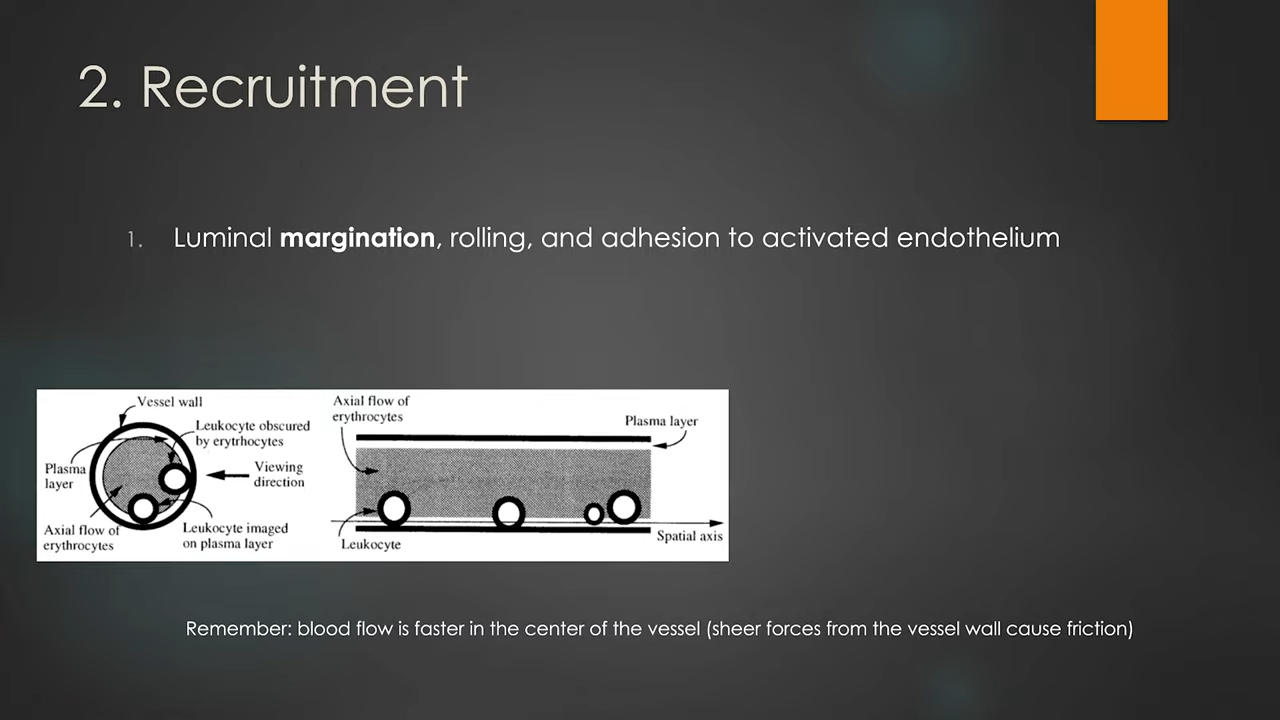 2. Recruitment
1. Luminal margination, rolling, and adhesion to activated endothelium
Vessel wall
Leukocyte obscured
by erytrhocytes
Plasma
layer
Viewing
direction
Axial flow of
erythrocytes
Leukocyte imaged
on plasma layer
Axial flow of
erythrocytes
Plasma layer
Leukocyte
Spatial axis
Remember: blood flow is faster in the center of the vessel (sheer forces from the vessel wall cause friction)